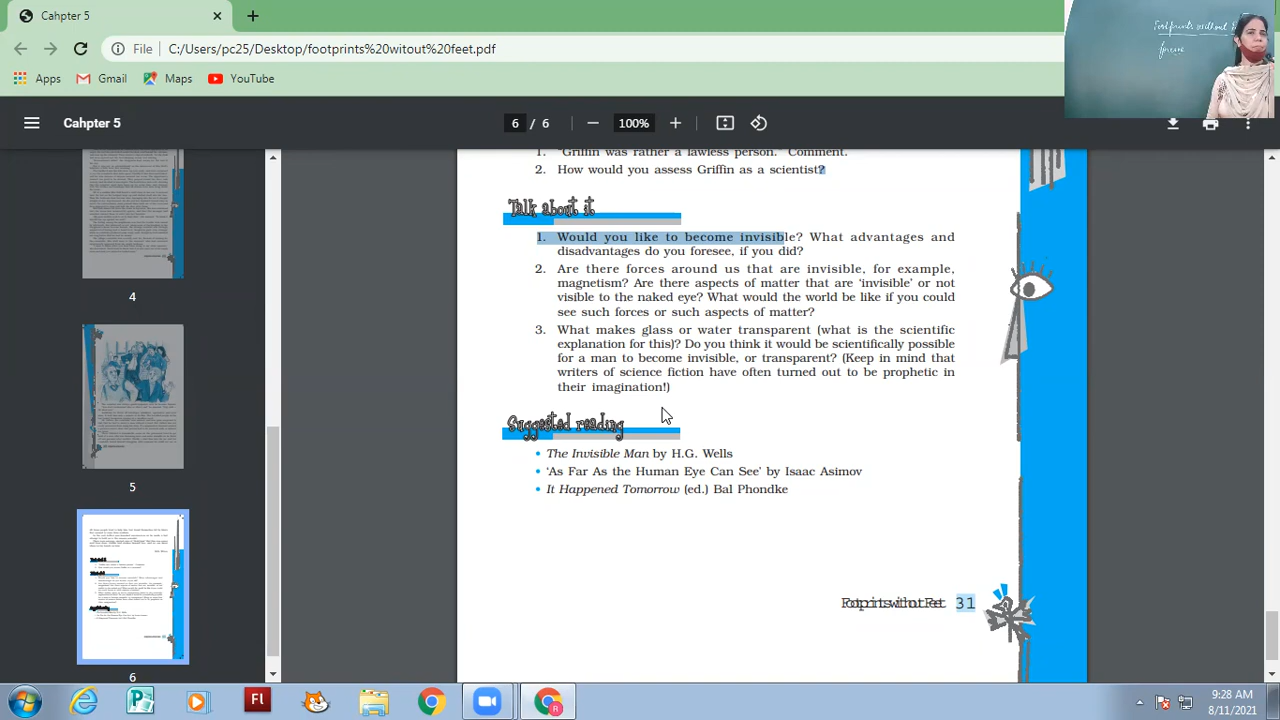 Cahpter 5
File
C:/Users/pc25/Desktop/footprints%20witout%20feet.pdf
Apps
Gmail
Maps
YouTube
Footprints without
Cahpter 5
6 / 6
100%
4
5
6
"Griffin was rather a lawless person." Comment.
2. How would you assess Griffin as a scientist?
Talk about it
1. Would you like to become invisible? What advantages and
disadvantages do you foresee, if you did?
2. Are there forces around us that are invisible, for example,
magnetism? Are there aspects of matter that are ‘invisible’ or not
visible to the naked eye? What would the world be like if you could
see such forces or such aspects of matter?
3. What makes glass or water transparent (what is the scientific
explanation for this)? Do you think it would be scientifically possible
for a man to become invisible, or transparent? (Keep in mind that
writers of science fiction have often turned out to be prophetic in
their imagination!)
Suggested reading
• The Invisible Man by H.G. Wells
• ‘As Far As the Human Eye Can See’ by Isaac Asimov
• It Happened Tomorrow (ed.) Bal Phondke
Footprints without Feet 31
Fl
9:28 AM
8/11/2021